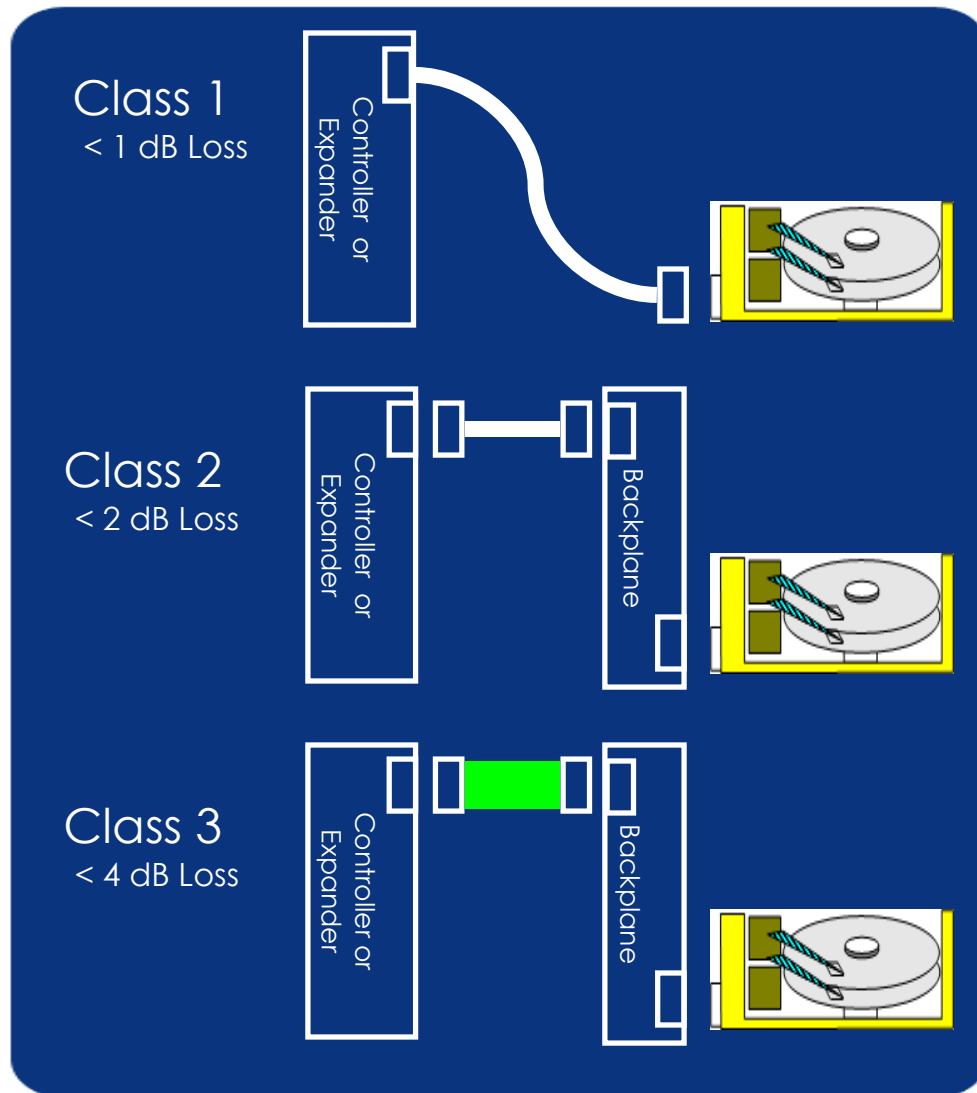 Class 1
< 1 dB Loss
Controller or
Expander
Class 2
< 2 dB Loss
Controller or
Expander
Backplane
Class 3
< 4 dB Loss
Controller or
Expander
Backplane